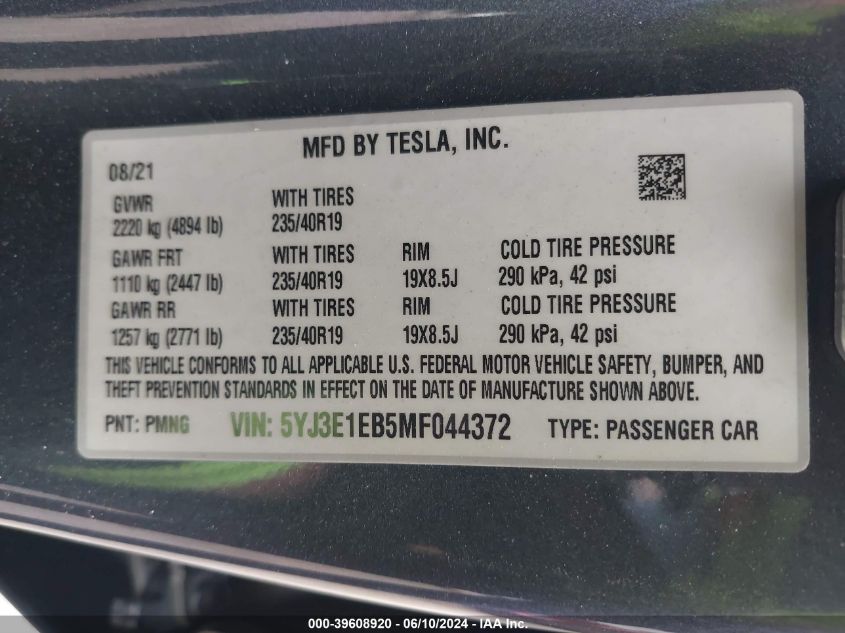 MFD BY TESLA, INC.
08/21
GVWR WITH TIRES
2220 kg (4894 lb) 235/40R19
GAWR FRT WITH TIRES RIM COLD TIRE PRESSURE
1110 kg (2447 lb) 235/40R19 19X8.5J 290 kPa, 42 psi
GAWR RR WITH TIRES RIM COLD TIRE PRESSURE
1257 kg (2771 lb) 235/40R19 19X8.5J 290 kPa, 42 psi
THIS VEHICLE CONFORMS TO ALL APPLICABLE U.S. FEDERAL MOTOR VEHICLE SAFETY, BUMPER, AND
THEFT PREVENTION STANDARDS IN EFFECT ON THE DATE OF MANUFACTURE SHOWN ABOVE.
PNT: PMNG VIN: 5YJ3E1EB5MF044372 TYPE: PASSENGER CAR
000-39608920 - 06/10/2024 - IAA Inc.